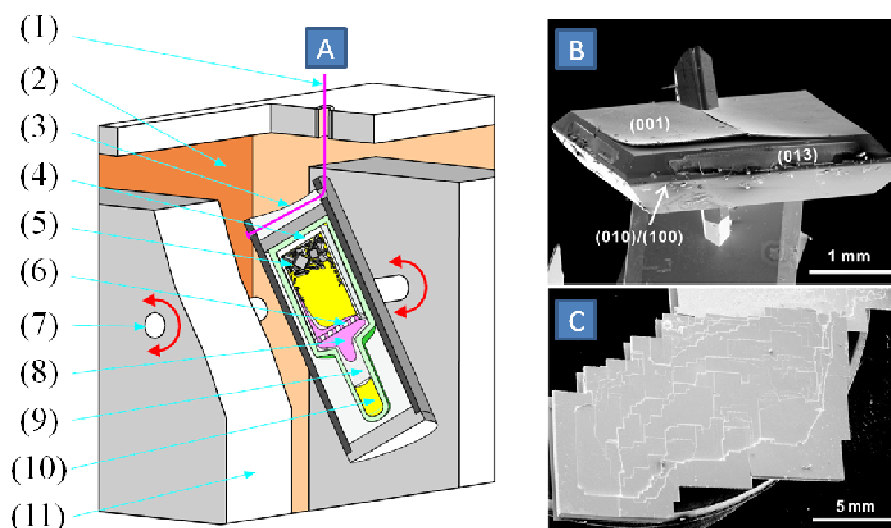 (1)
(2)
(3)
(4)
(5)
(6)
(7)
(8)
(9)
(10)
(11)
A
B
(001)
(013)
(010)/(100)
1 mm
C
5 mm